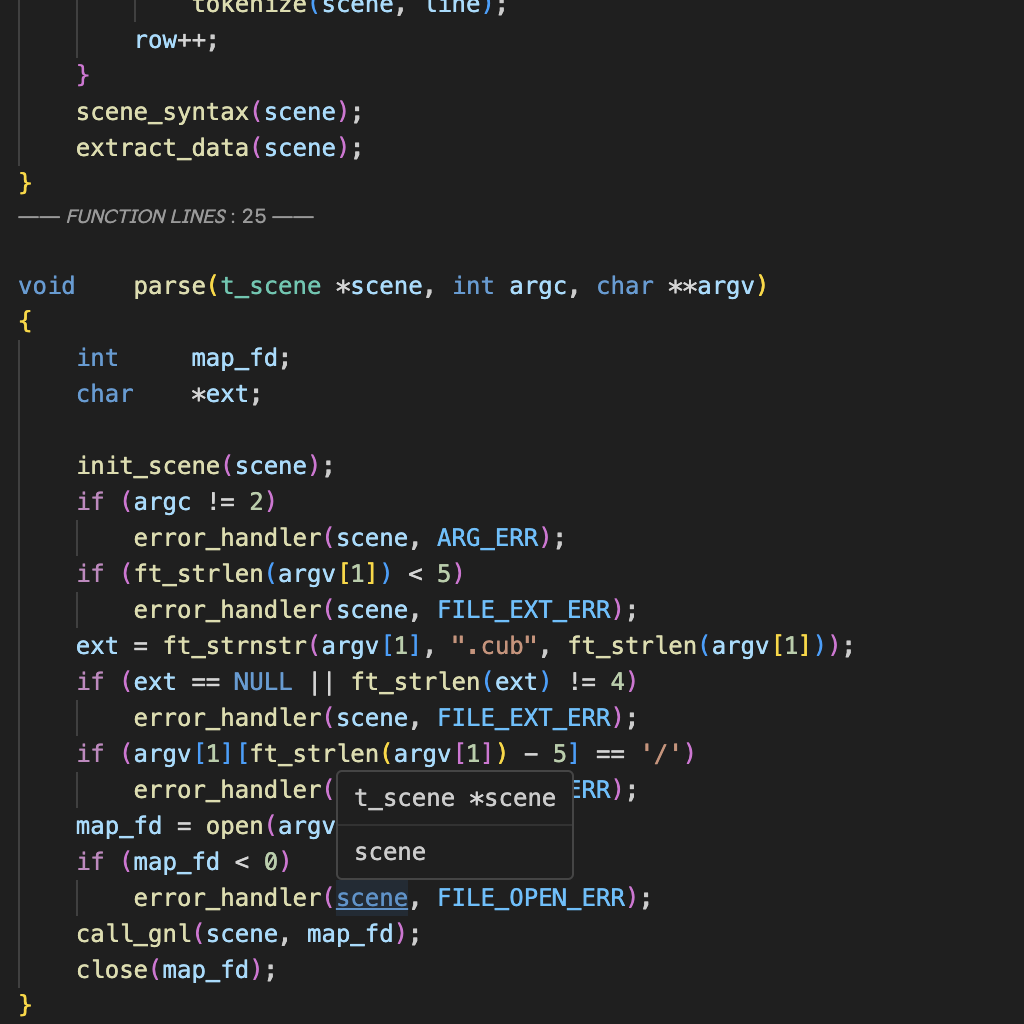 tokenize(scene, line);
row++;
}
scene_syntax(scene);
extract_data(scene);
}
—— FUNCTION LINES : 25 ——
void parse(t_scene *scene, int argc, char **argv)
{
int map_fd;
char *ext;
init_scene(scene);
if (argc != 2)
error_handler(scene, ARG_ERR);
if (ft_strlen(argv[1]) < 5)
error_handler(scene, FILE_EXT_ERR);
ext = ft_strnstr(argv[1], ".cub", ft_strlen(argv[1]));
if (ext == NULL || ft_strlen(ext) != 4)
error_handler(scene, FILE_EXT_ERR);
if (argv[1][ft_strlen(argv[1]) - 5] == '/')
error_handler( ERR);
t_scene *scene
map_fd = open(argv
scene
if (map_fd < 0)
error_handler(scene, FILE_OPEN_ERR);
call_gnl(scene, map_fd);
close(map_fd);
}